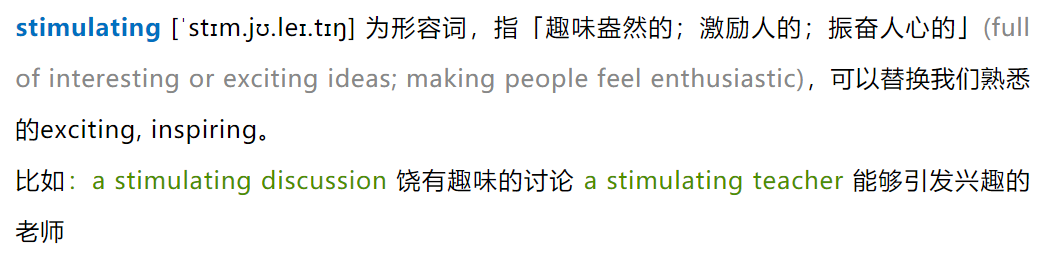 stimulating [ˈstɪm.jʊ.leɪ.tɪŋ] 为形容词，指「趣味盎然的；激励人的；振奋人心的」(full
of interesting or exciting ideas; making people feel enthusiastic)，可以替换我们熟悉
的exciting, inspiring。
比如：a stimulating discussion 饶有趣味的讨论 a stimulating teacher 能够引发兴趣的
老师